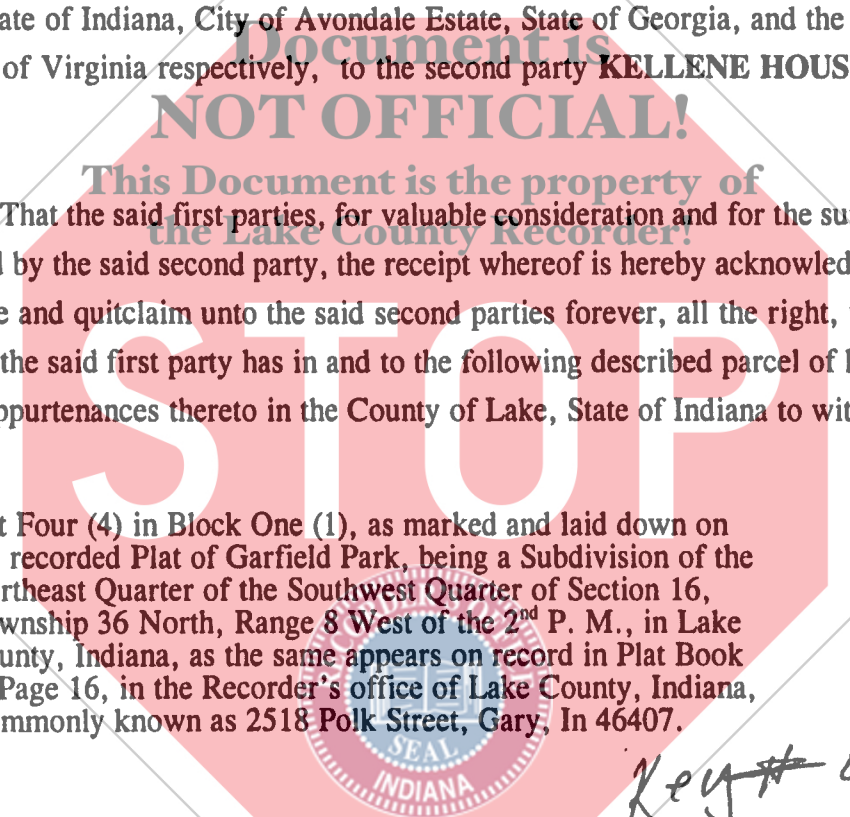 ate of Indiana, City of Avondale Estate, State of Georgia, and the
Document is
of Virginia respectively, to the second party KELLENE HOUS
NOT OFFICIAL!
This Document is the property of
That the said first parties, for valuable consideration and for the su
the Lake County Recorder!
d by the said second party, the receipt whereof is hereby acknowled
e and quitclaim unto the said second parties forever, all the right,
the said first party has in and to the following described parcel of l
ppurtenances thereto in the County of Lake, State of Indiana to wit
STOP
t Four (4) in Block One (1), as marked and laid down on
recorded Plat of Garfield Park, being a Subdivision of the
rtheast Quarter of the Southwest Quarter of Section 16,
wnship 36 North, Range 8 West of the 2nd P. M., in Lake
unty, Indiana, as the same appears on record in Plat Book
Page 16, in the Recorder's office of Lake County, Indiana,
mmonly known as 2518 Polk Street, Gary, In 46407.
SEAL
INDIANA
Key #